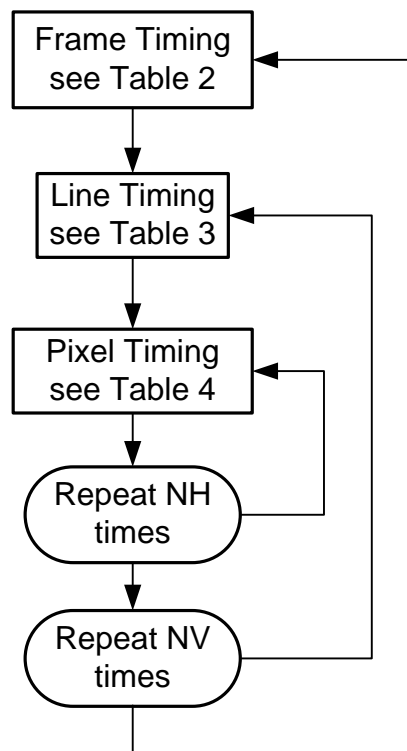 Frame Timing
see Table 2
Line Timing
see Table 3
Pixel Timing
see Table 4
Repeat NH
times
Repeat NV
times